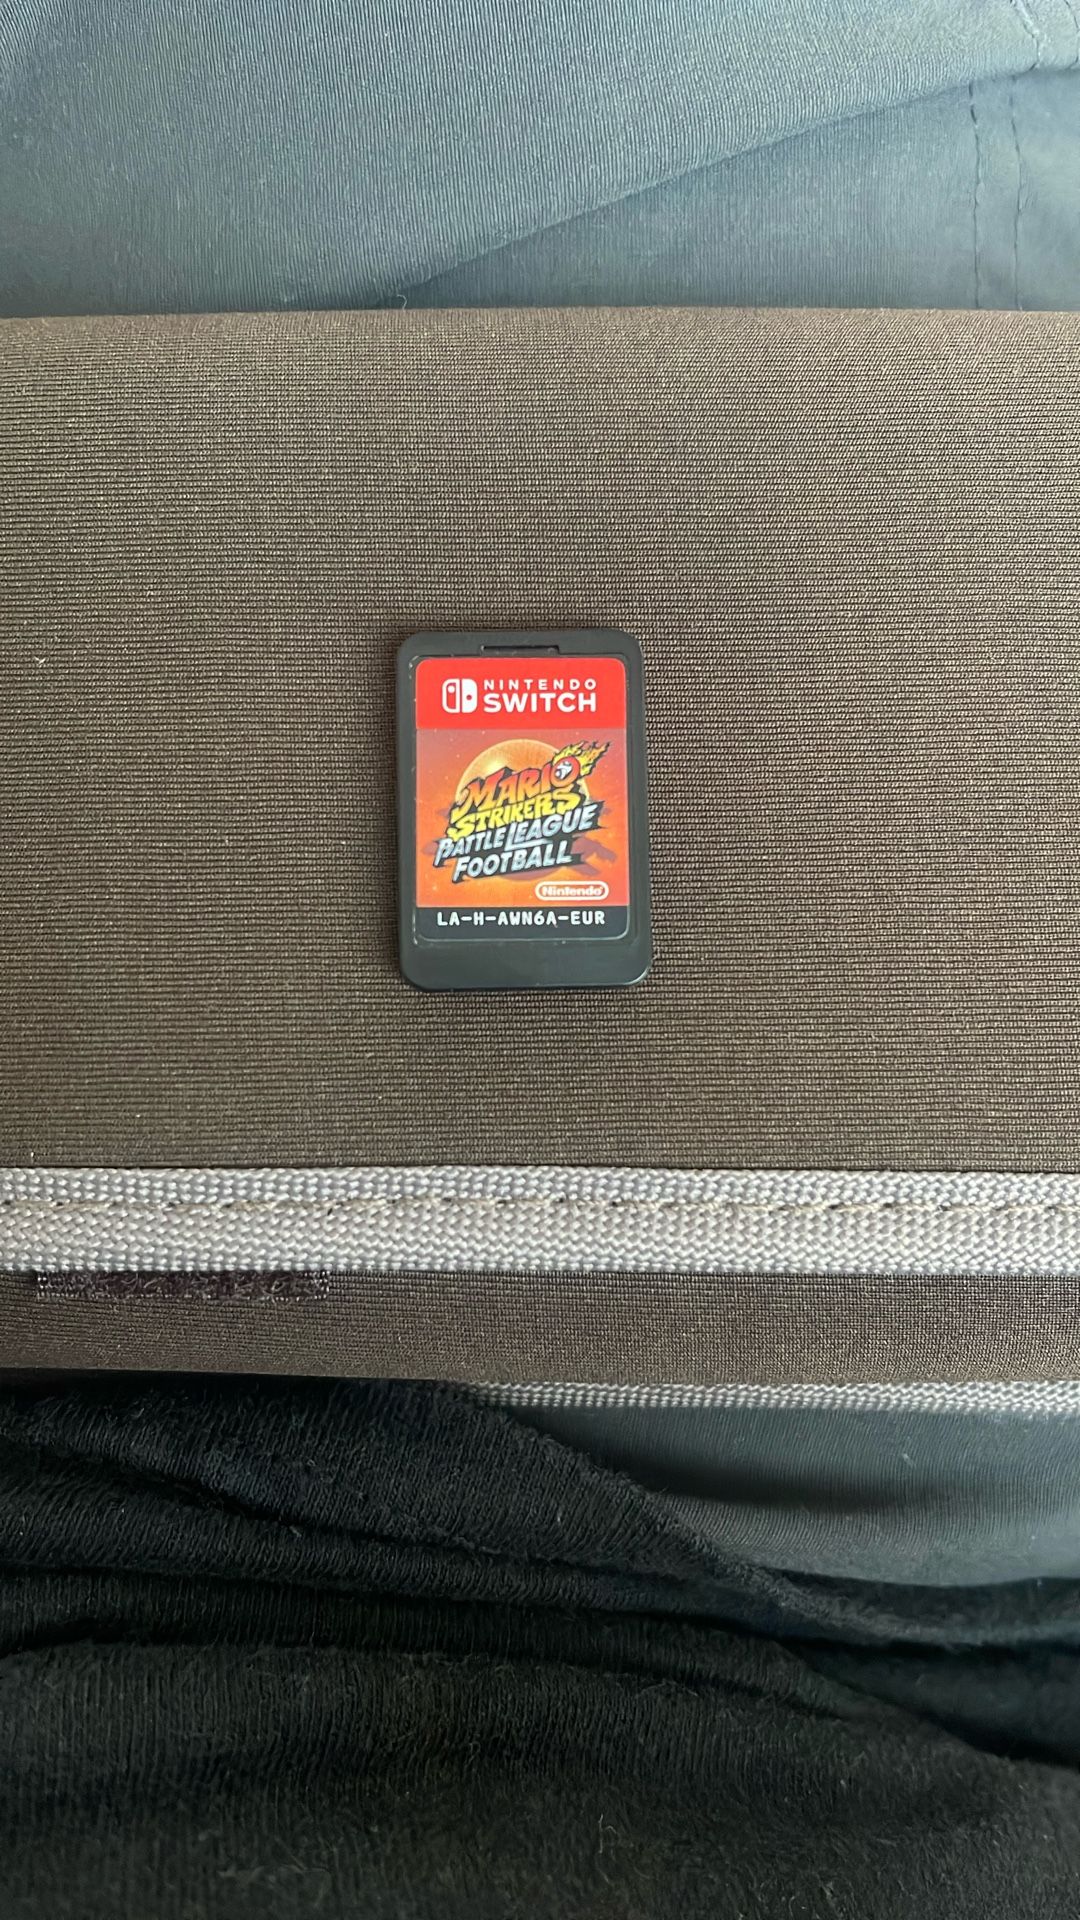 NINTENDO
SWITCH
MARIO
STRIKERS
BATTLE LEAGUE
FOOTBALL
Nintendo
LA-H-AWN6A-EUR